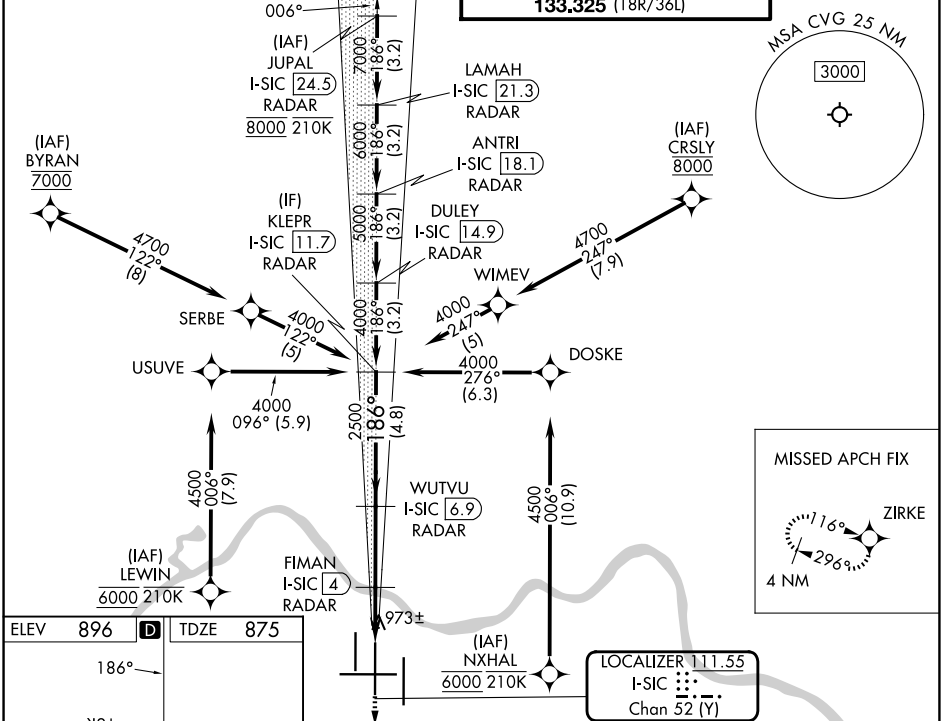 133.325 (18R/36L)
006°
(IAF)
JUPAL
I-SIC 24.5
RADAR
8000 210K
7000
186°
(3.2)
LAMAH
I-SIC 21.3
RADAR
MSA CVG 25 NM
3000
6000
186°
(3.2)
ANTRI
I-SIC 18.1
RADAR
(IAF)
BYRAN
7000
(IAF)
CRSLY
8000
(IF)
KLEPR
I-SIC 11.7
RADAR
5000
186°
(3.2)
DULEY
I-SIC 14.9
RADAR
4700
122°
(8)
4700
247°
(7.9)
WIMEV
SERBE
4000
122°
(5)
4000
186°
(3.2)
4000
247°
(5)
USUVE
4000
276°
(6.3)
DOSKE
4000
096° (5.9)
2500
186°
(4.8)
4500
006°
(7.9)
WUTVU
I-SIC 6.9
RADAR
4500
006°
(10.9)
MISSED APCH FIX
116°
296°
ZIRKE
4 NM
(IAF)
LEWIN
6000 210K
FIMAN
I-SIC 4
RADAR
973±
ELEV 896 D TDZE 875
186°
(IAF)
NXHAL
6000 210K
LOCALIZER 111.55
I-SIC
Chan 52 (Y)